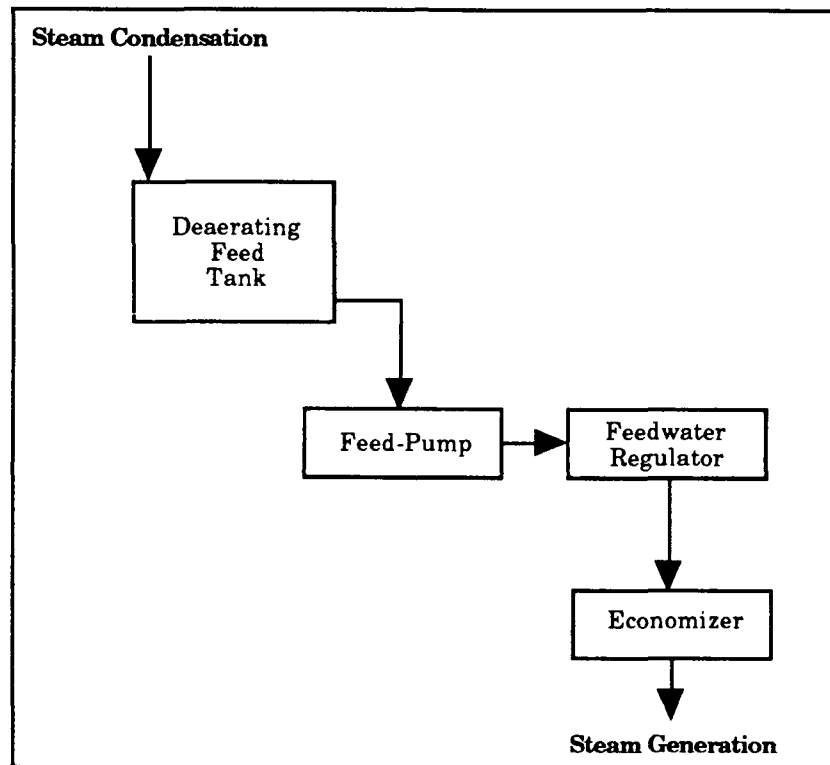 Steam Condensation
Deaerating
Feed
Tank
Feed-Pump
Feedwater
Regulator
Economizer
Steam Generation